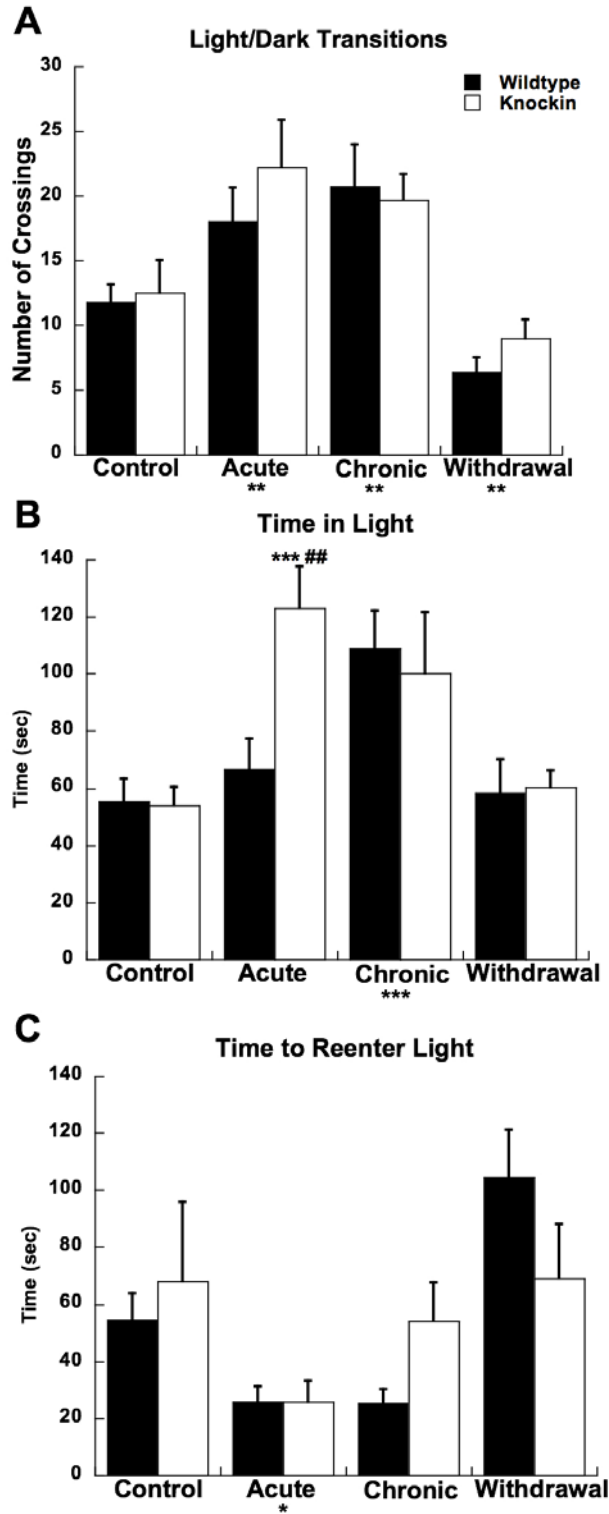 A
Light/Dark Transitions
30
25
20
15
10
5
0
Number of Crossings
Wildtype
Knockin
Control Acute Chronic Withdrawal
** ** **
B
Time in Light
140
120
100
80
60
40
20
0
Time (sec)
*** ##
Control Acute Chronic Withdrawal
***
C
Time to Reenter Light
140
120
100
80
60
40
20
0
Time (sec)
Control Acute Chronic Withdrawal
*